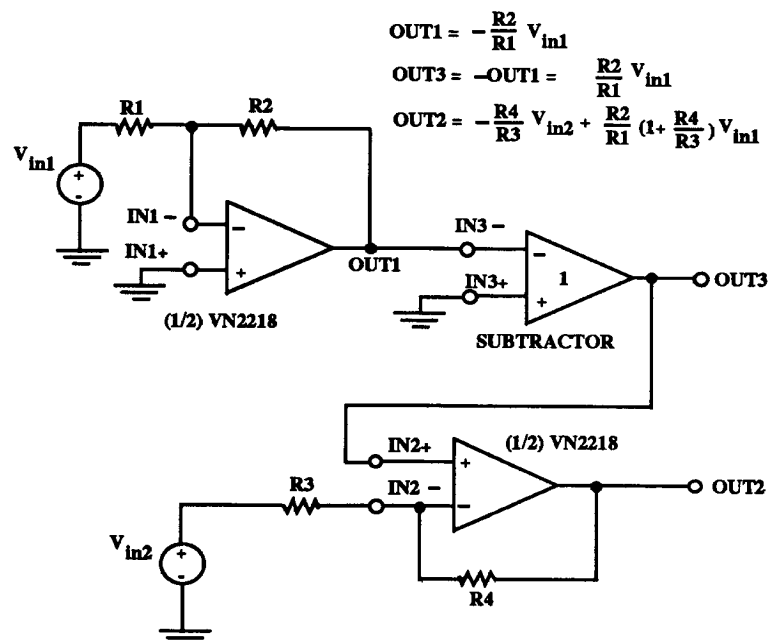 OUT1 = -R2/R1 Vin1
OUT3 = -OUT1 = R2/R1 Vin1
OUT2 = -R4/R3 Vin2 + R2/R1 (1+ R4/R3) Vin1
R1
R2
Vin1
+
-
IN1 -
IN1+
-
+
OUT1
(1/2) VN2218
IN3 -
IN3+
-
+
1
OUT3
SUBTRACTOR
(1/2) VN2218
IN2+
IN2 -
+
-
OUT2
R3
Vin2
+
-
R4